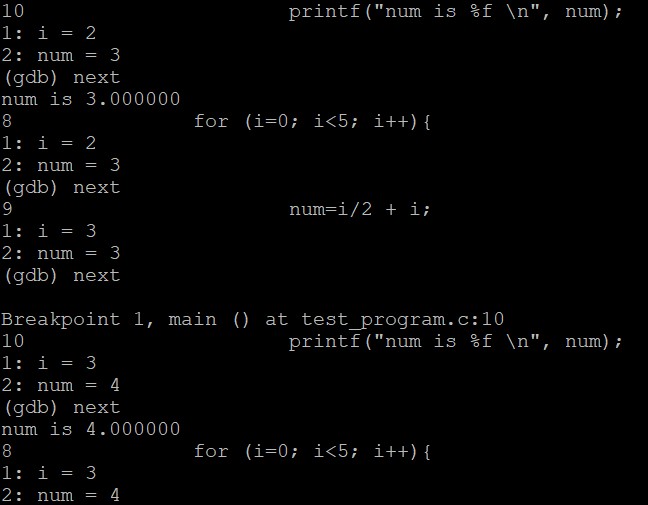 10                      printf("num is %f \n", num);
1: i = 2
2: num = 3
(gdb) next
num is 3.000000
8               for (i=0; i<5; i++){
1: i = 2
2: num = 3
(gdb) next
9                       num=i/2 + i;
1: i = 3
2: num = 3
(gdb) next

Breakpoint 1, main () at test_program.c:10
10                      printf("num is %f \n", num);
1: i = 3
2: num = 4
(gdb) next
num is 4.000000
8               for (i=0; i<5; i++){
1: i = 3
2: num = 4